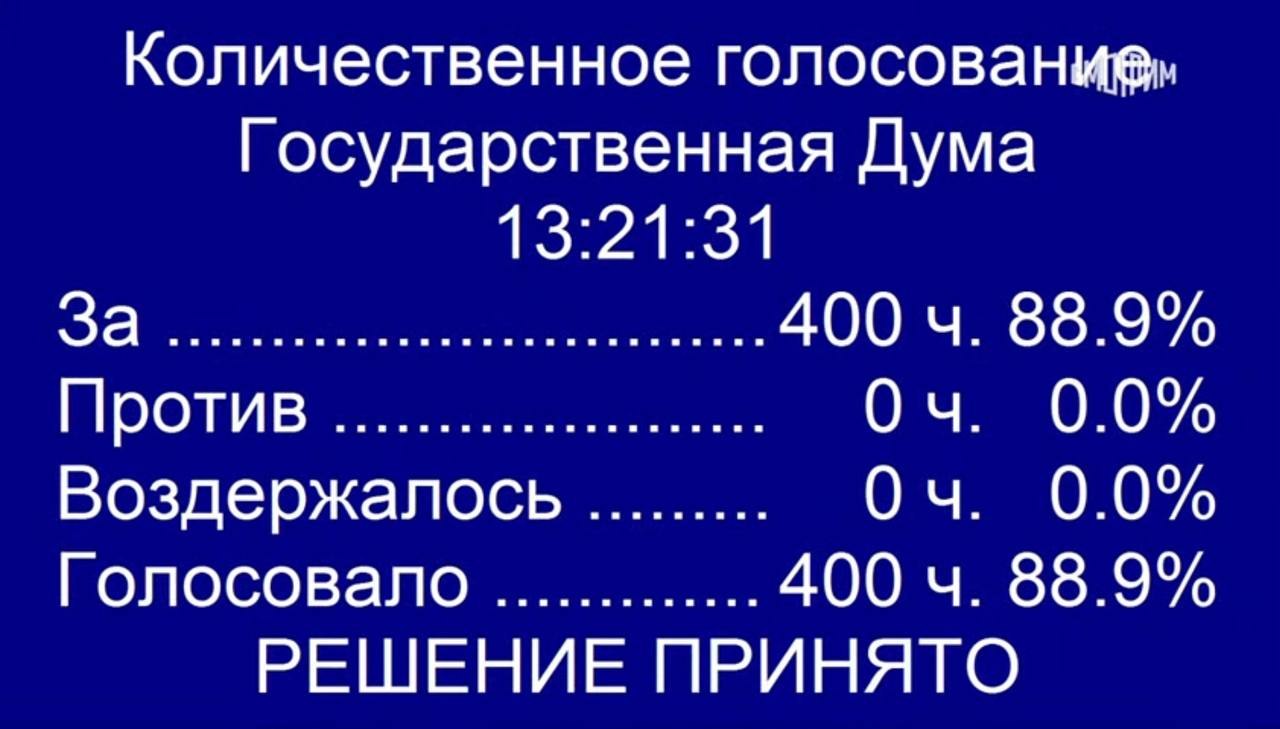 Количественное голосование
СМОТРИМ
Государственная Дума
13:21:31
За ............................. 400 ч. 88.9%
Против ..................... 0 ч. 0.0%
Воздержалось ......... 0 ч. 0.0%
Голосовало ............. 400 ч. 88.9%
РЕШЕНИЕ ПРИНЯТО